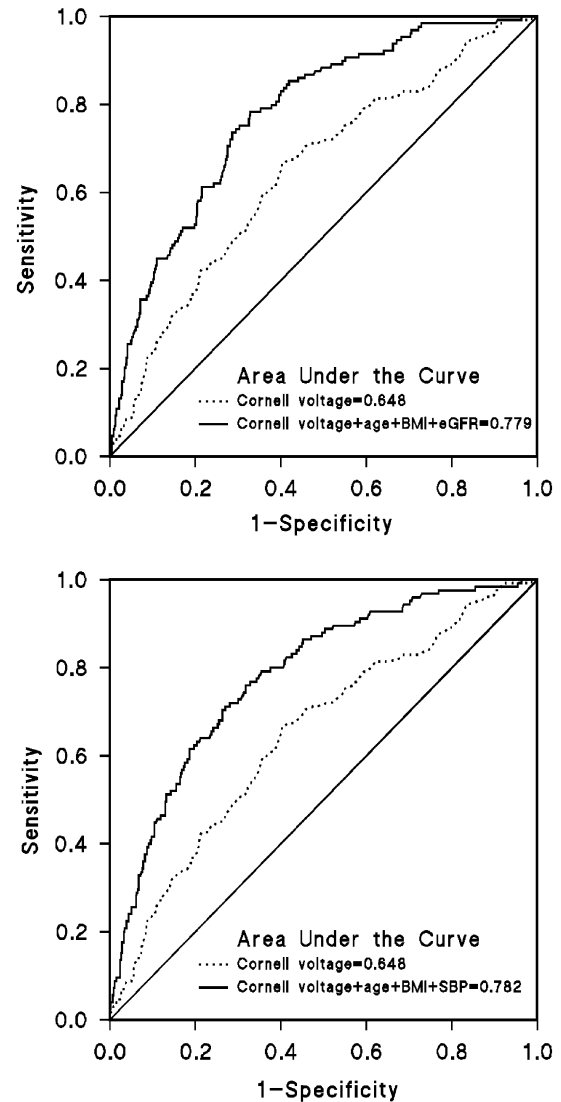 1.0
0.8
0.6
0.4
0.2
0.0
Sensitivity
Area Under the Curve
Cornell voltage=0.648
Cornell voltage+age+BMI+eGFR=0.779
0.0 0.2 0.4 0.6 0.8 1.0
1-Specificity
1.0
0.8
0.6
0.4
0.2
0.0
Sensitivity
Area Under the Curve
Cornell voltage=0.648
Cornell voltage+age+BMI+SBP=0.782
0.0 0.2 0.4 0.6 0.8 1.0
1-Specificity